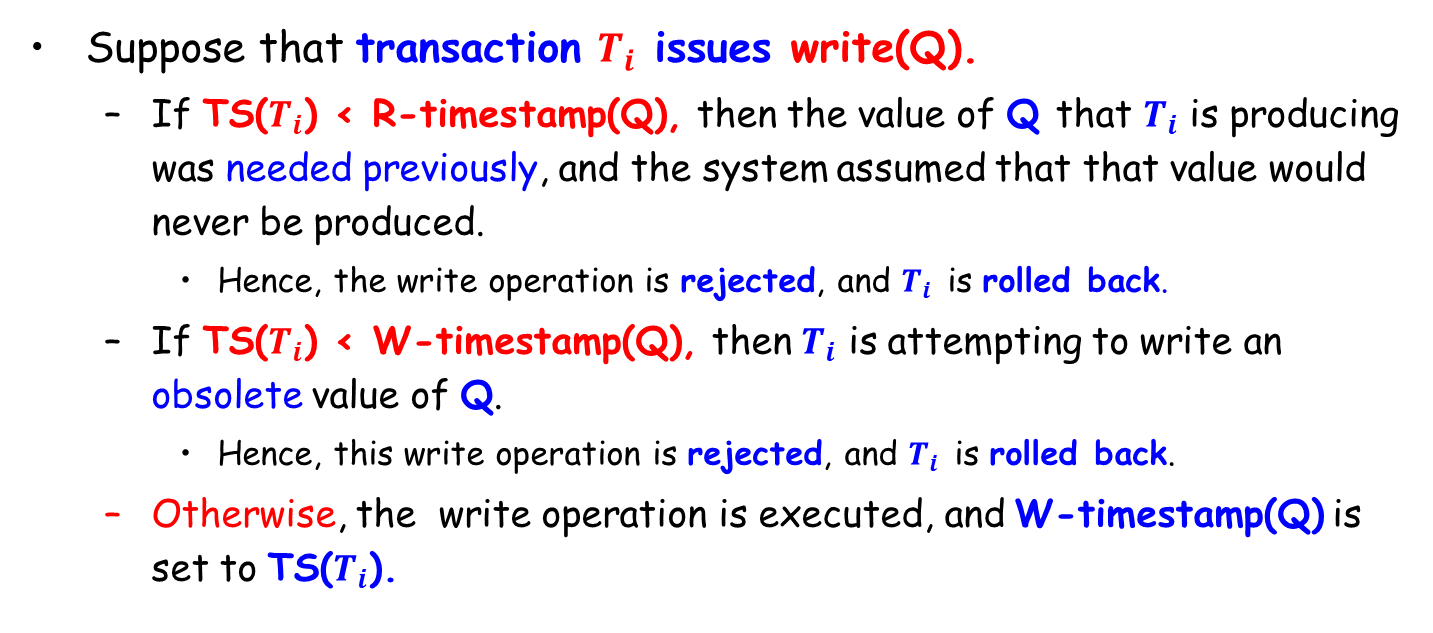 • Suppose that transaction Tᵢ issues write(Q).
– If TS(Tᵢ) < R-timestamp(Q), then the value of Q that Tᵢ is producing
was needed previously, and the system assumed that that value would
never be produced.
• Hence, the write operation is rejected, and Tᵢ is rolled back.
– If TS(Tᵢ) < W-timestamp(Q), then Tᵢ is attempting to write an
obsolete value of Q.
• Hence, this write operation is rejected, and Tᵢ is rolled back.
– Otherwise, the write operation is executed, and W-timestamp(Q) is
set to TS(Tᵢ).